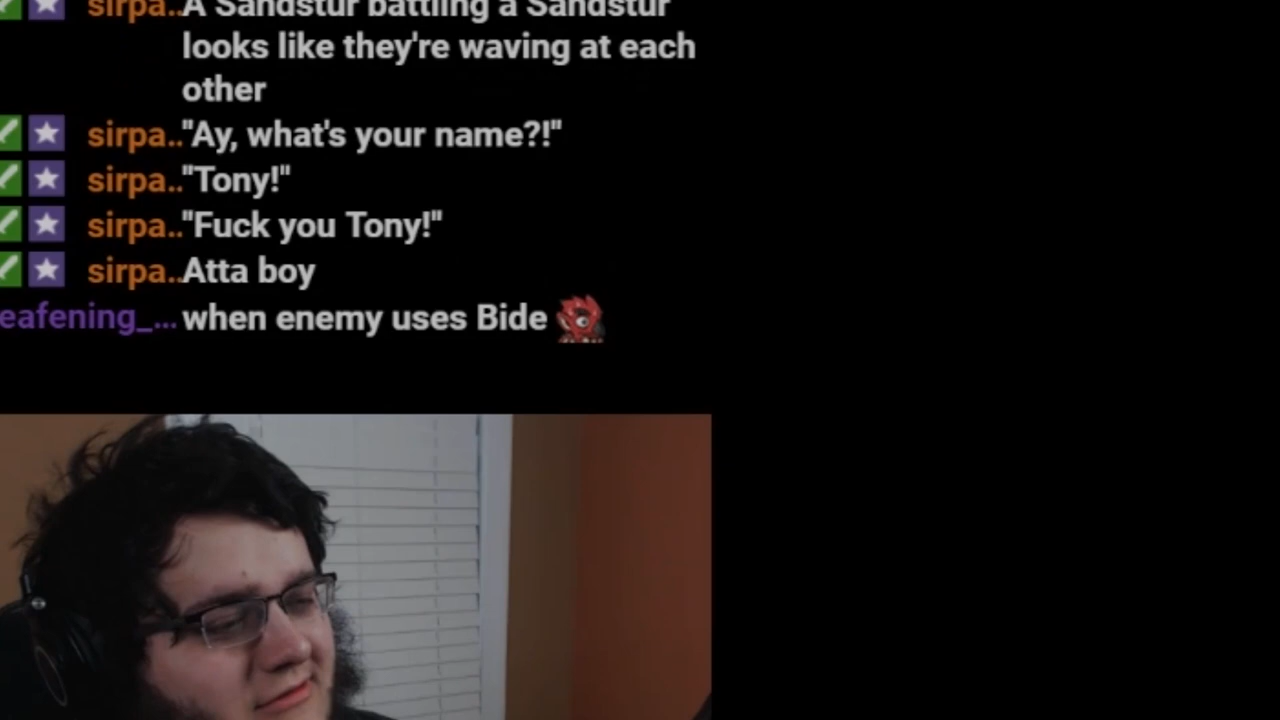 sirpa..A Sandstur battling a Sandstur
looks like they're waving at each
other
sirpa.."Ay, what's your name?!"
sirpa.."Tony!"
sirpa.."Fuck you Tony!"
sirpa..Atta boy
eafening_... when enemy uses Bide